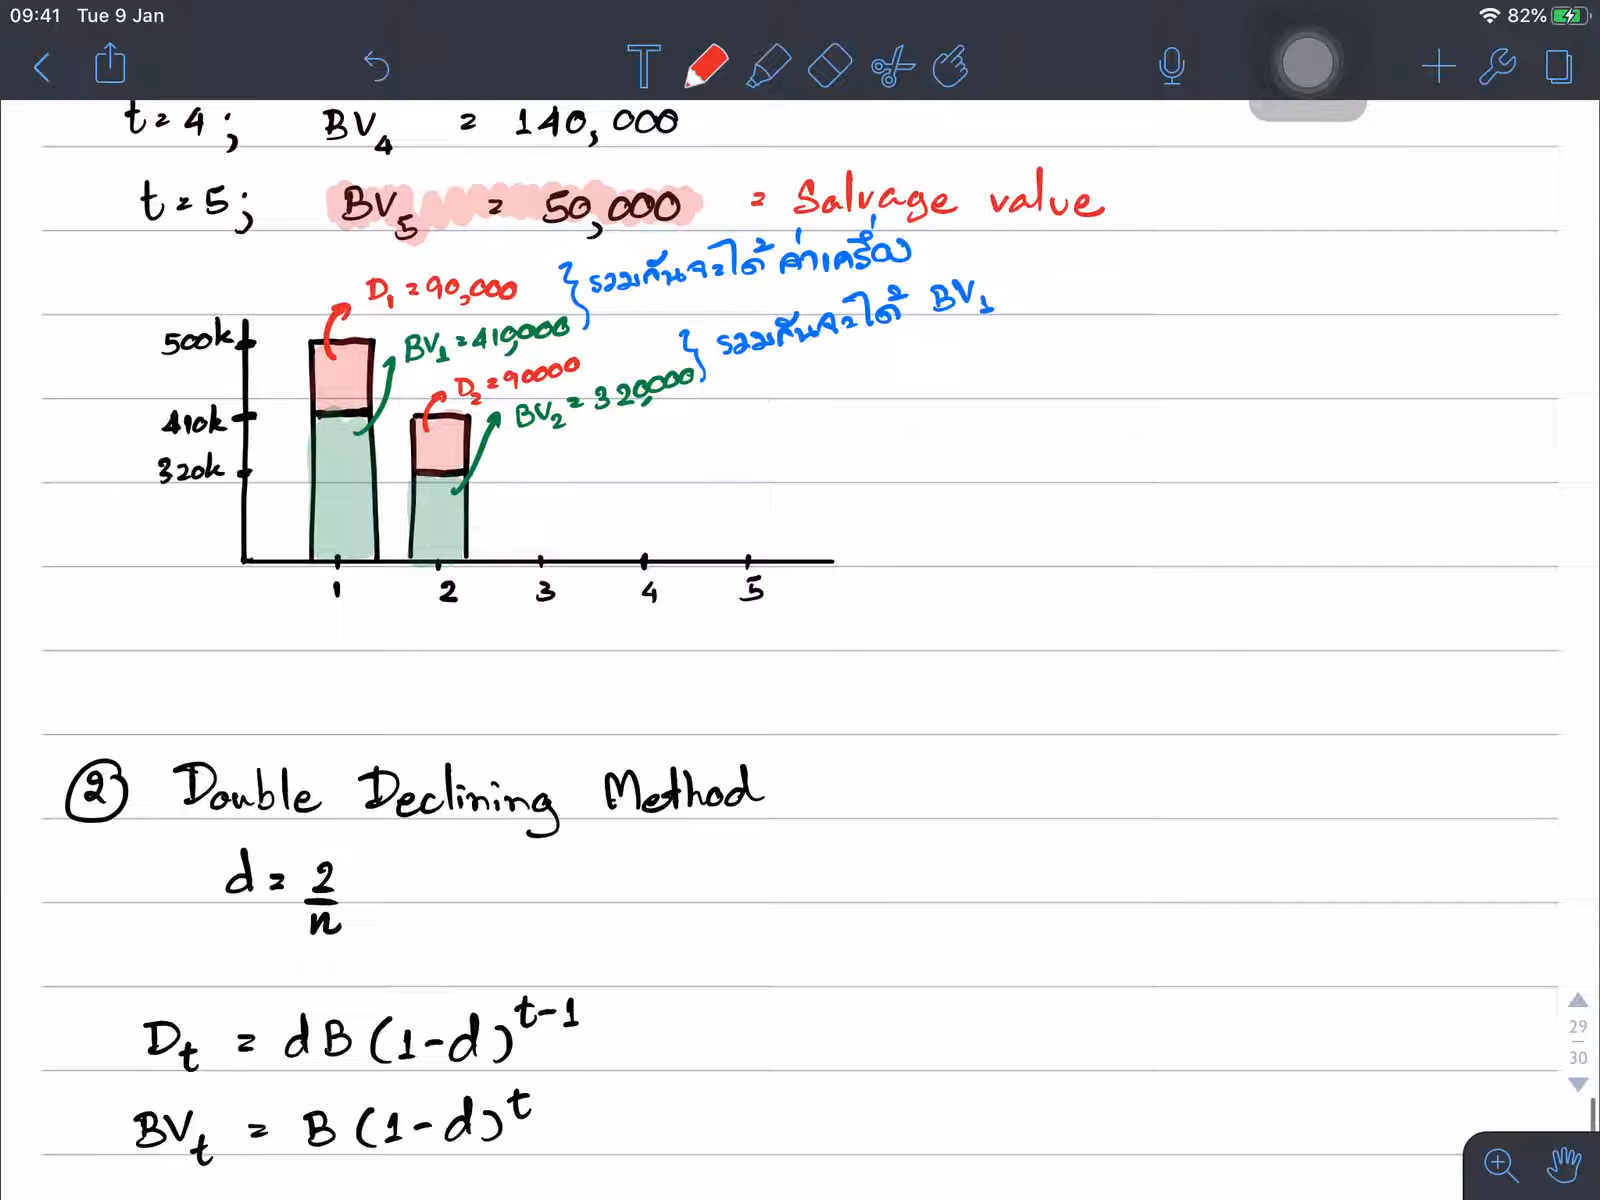 09:41 Tue 9 Jan 82%
t = 4 ; BV4 = 140,000
t = 5 ; BV5 = 50,000 = Salvage value
D1 = 90,000 } รวมกันจะได้ ค่าเครื่อง
500k BV1 = 410,000
D2 = 90000 } รวมกันจะได้ BV1
410k BV2 = 320,000
320k
1 2 3 4 5
② Double Declining Method
d = 2/n
Dt = dB(1-d)^t-1
BVt = B(1-d)^t
29
30